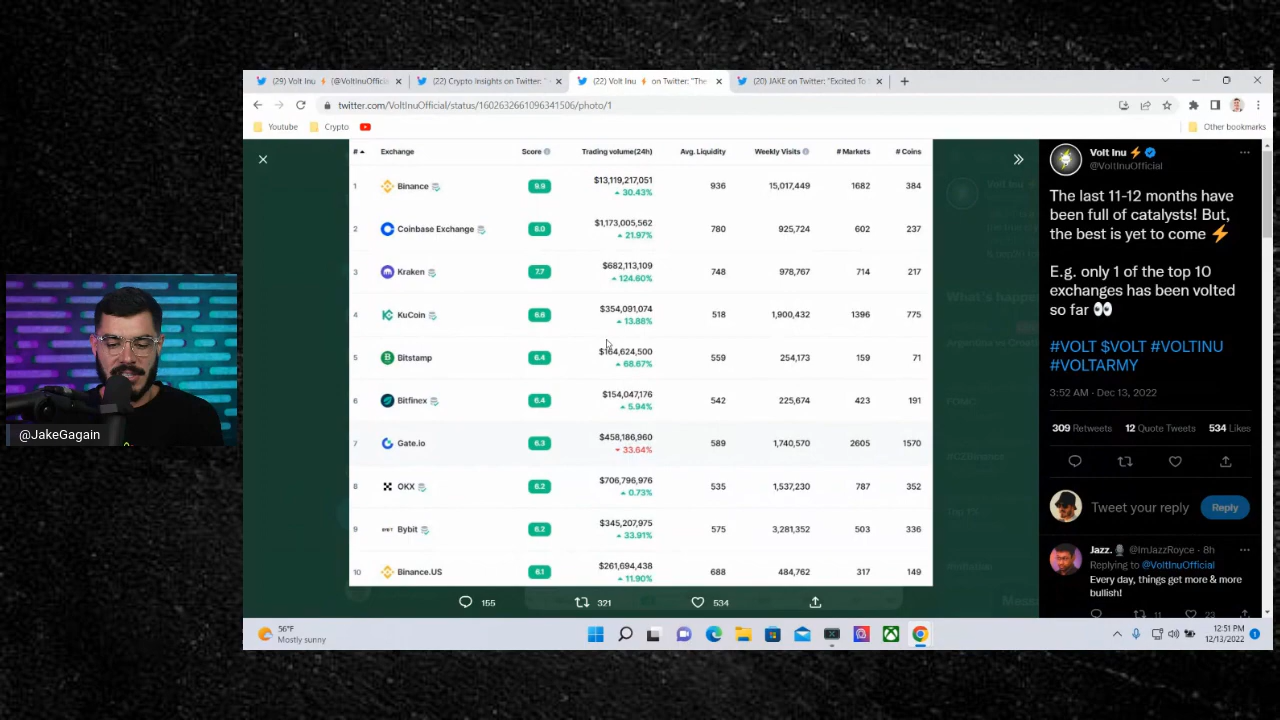 (29) Volt Inu ⚡ (@VoltInuOffici
(22) Crypto Insights on Twitter: "
(22) Volt Inu ⚡ on Twitter: "The
(20) JAKE on Twitter: "Excited To
twitter.com/VoltInuOfficial/status/1602632661096341506/photo/1
Youtube
Crypto
Other bookmarks
# Exchange Score Trading volume(24h) Avg. Liquidity Weekly Visits # Markets # Coins
1 Binance 9.9 $13,119,217,051 936 15,017,449 1682 384
30.43%
2 Coinbase Exchange 8.0 $1,173,005,562 780 925,724 602 237
21.97%
3 Kraken 7.7 $682,113,109 748 978,767 714 217
124.60%
4 KuCoin 6.6 $354,091,074 518 1,900,432 1396 775
13.88%
5 Bitstamp 6.4 $164,624,500 559 254,173 159 71
68.67%
6 Bitfinex 6.4 $154,047,176 542 225,674 423 191
5.94%
7 Gate.io 6.3 $458,186,960 589 1,740,570 2605 1570
33.64%
8 OKX 6.2 $706,796,976 535 1,537,230 787 352
0.73%
9 Bybit 6.2 $345,207,975 575 3,281,352 503 336
33.91%
10 Binance.US 6.1 $261,694,438 688 484,762 317 149
11.90%
155 321 534
Volt Inu ⚡
@VoltInuOfficial
The last 11-12 months have
been full of catalysts! But,
the best is yet to come ⚡
E.g. only 1 of the top 10
exchanges has been volted
so far 👀
#VOLT $VOLT #VOLTINU
#VOLTARMY
3:52 AM · Dec 13, 2022
309 Retweets 12 Quote Tweets 534 Likes
Tweet your reply
Reply
Jazz.🎙 @ImJazzRoyce · 8h
Replying to @VoltInuOfficial
Every day, things get more & more
bullish!
11 23
@JakeGagain
56°F
Mostly sunny
12:51 PM
12/13/2022
1